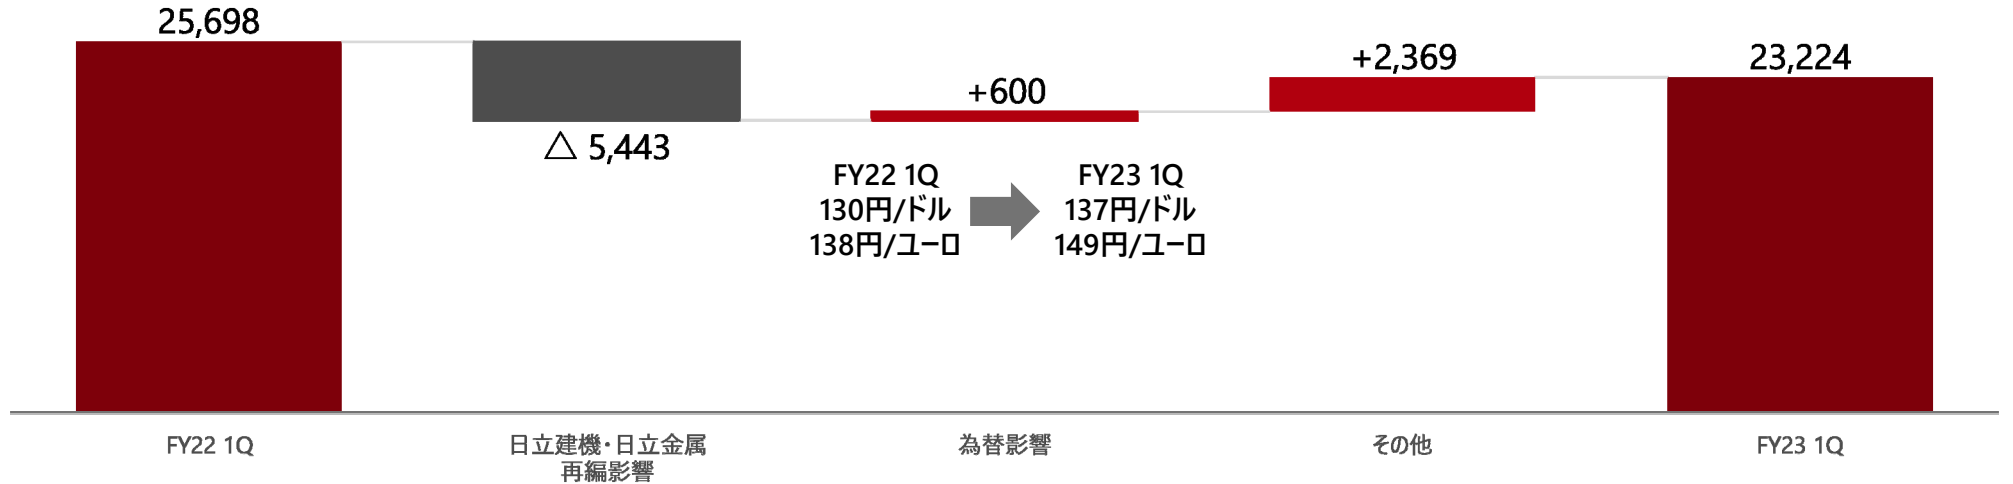 25,698
△ 5,443
+600
+2,369
23,224
FY22 1Q
130円/ドル
138円/ユーロ
FY23 1Q
137円/ドル
149円/ユーロ
FY22 1Q
日立建機・日立金属
再編影響
為替影響
その他
FY23 1Q